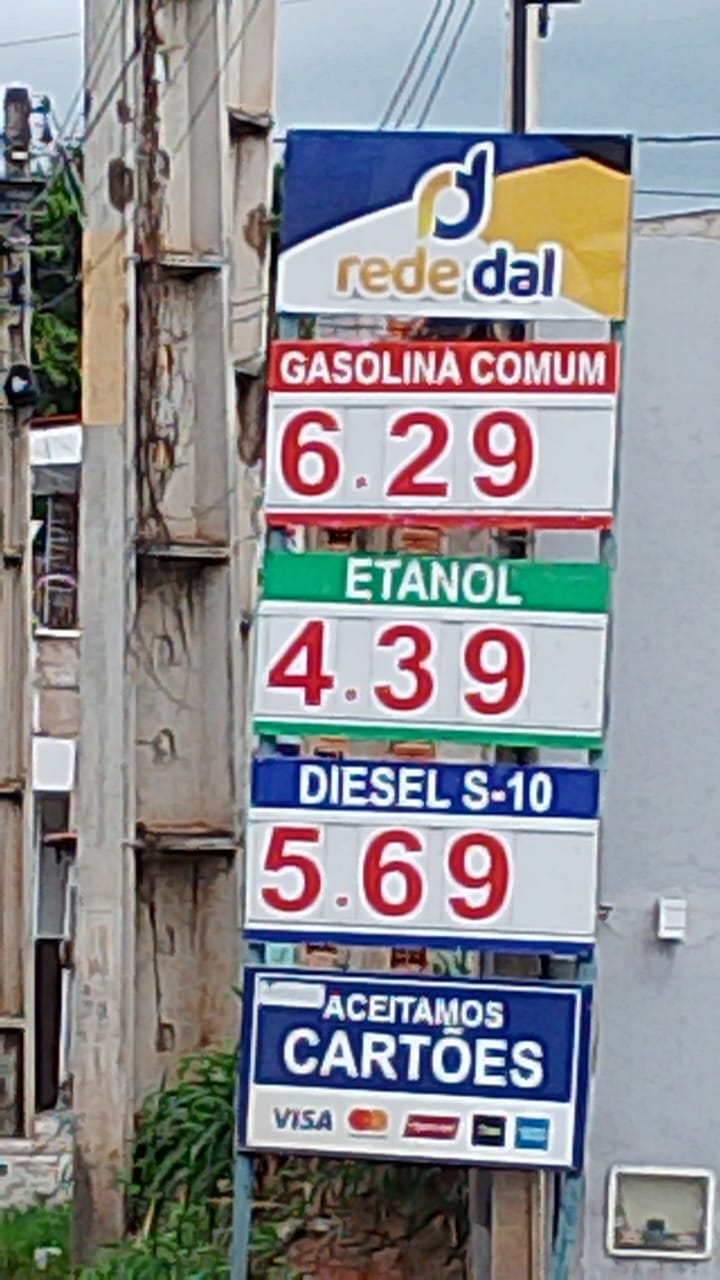 rede dal
GASOLINA COMUM
6.29
ETANOL
4.39
DIESEL S-10
5.69
ACEITAMOS
CARTÕES
VISA